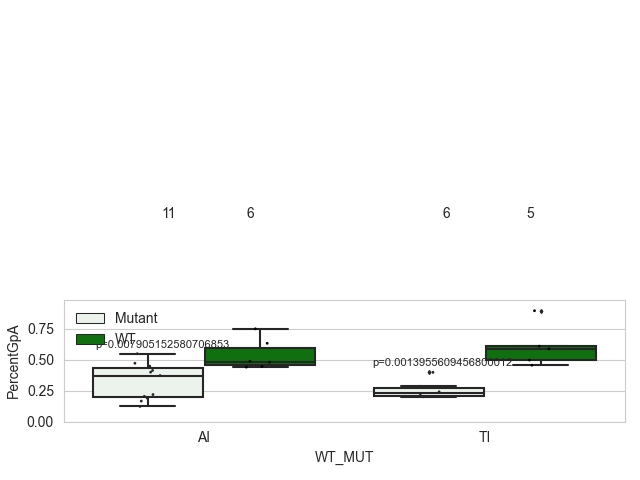 11 6 6 5
Mutant
WT
p=0.007905152580706853
p=0.0013955609456800012
0.75
0.50
0.25
0.00
PercentGpA
AI TI
WT_MUT